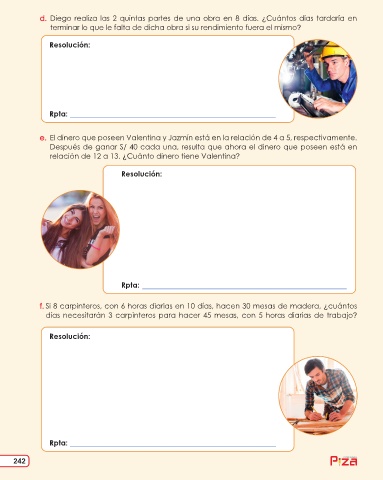 d. Diego realiza las 2 quintas partes de una obra en 8 días. ¿Cuántos días tardaría en
terminar lo que le falta de dicha obra si su rendimiento fuera el mismo?
Resolución:
Rpta:
e. El dinero que poseen Valentina y Jazmín está en la relación de 4 a 5, respectivamente.
Después de ganar S/ 40 cada una, resulta que ahora el dinero que poseen está en
relación de 12 a 13. ¿Cuánto dinero tiene Valentina?
Resolución:
Rpta:
f. Si 8 carpinteros, con 6 horas diarias en 10 días, hacen 30 mesas de madera, ¿cuántos
días necesitarán 3 carpinteros para hacer 45 mesas, con 5 horas diarias de trabajo?
Resolución:
Rpta:
242
Piza